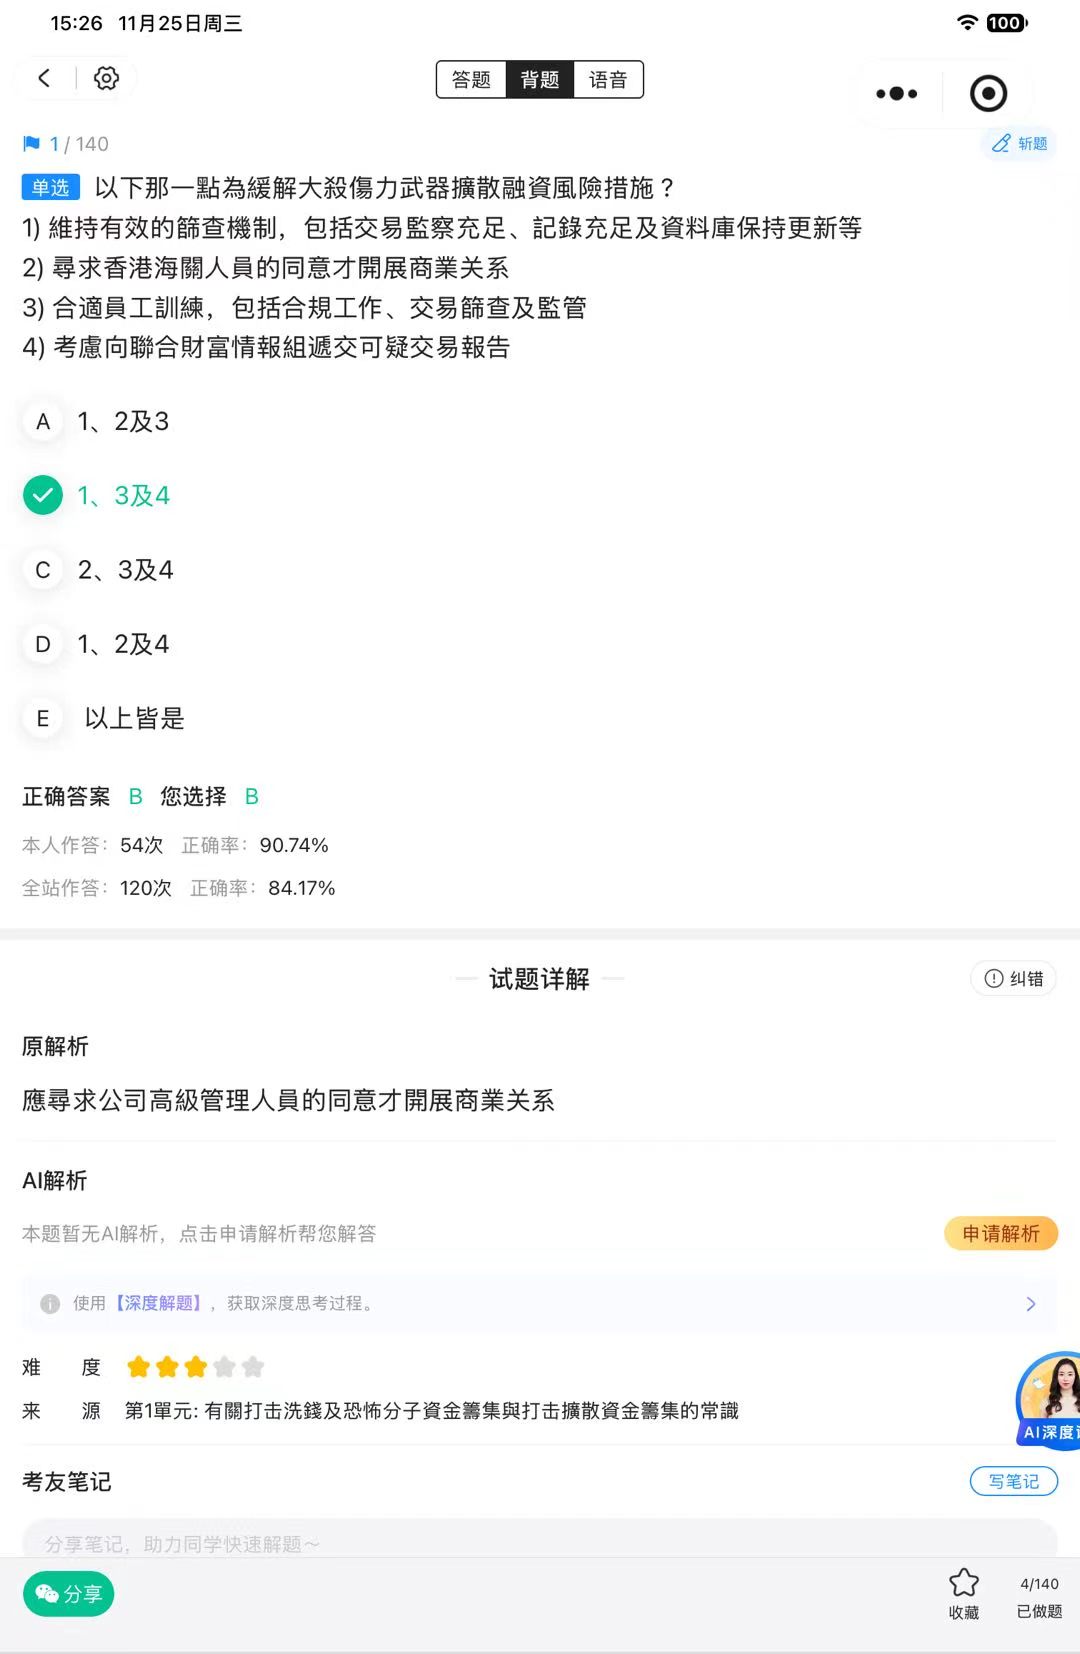 15:26 11月25日周三
100
答题 背题 语音
1 / 140
斩题
单选 以下那一點為緩解大殺傷力武器擴散融資風險措施？
1) 維持有效的篩查機制，包括交易監察充足、記錄充足及資料庫保持更新等
2) 尋求香港海關人員的同意才開展商業关系
3) 合適員工訓練，包括合規工作、交易篩查及監管
4) 考慮向聯合財富情報組遞交可疑交易報告
A 1、2及3
1、3及4
C 2、3及4
D 1、2及4
E 以上皆是
正确答案 B 您选择 B
本人作答：54次 正确率：90.74%
全站作答：120次 正确率：84.17%
试题详解
纠错
原解析
應尋求公司高級管理人員的同意才開展商業关系
AI解析
本题暂无AI解析，点击申请解析帮您解答
申请解析
使用【深度解题】，获取深度思考过程。
难 度
来 源 第1單元: 有關打击洗錢及恐怖分子資金籌集與打击擴散資金籌集的常識
AI深度
考友笔记
写笔记
分享笔记，助力同学快速解题～
分享
收藏
4/140
已做题